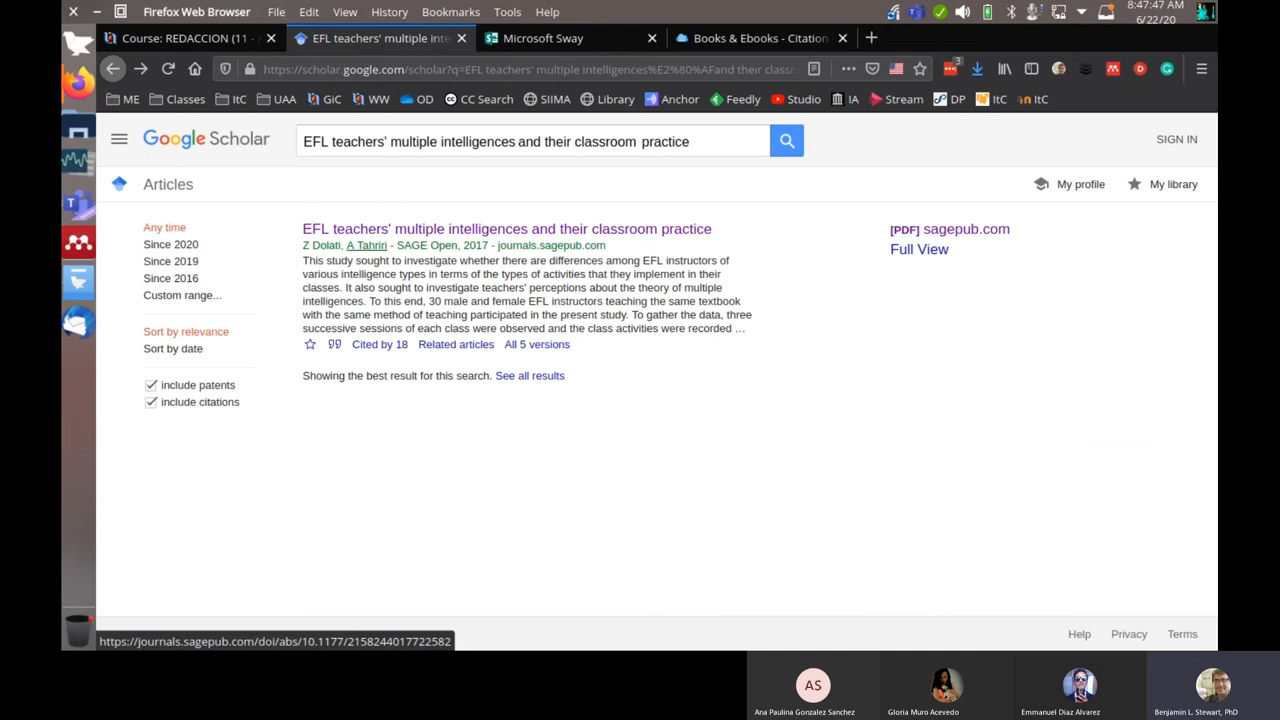 Firefox Web Browser File Edit View History Bookmarks Tools Help 8:47:47 AM
6/22/20
Course: REDACCION (11 - A EFL teachers' multiple inte Microsoft Sway Books & Ebooks - Citation
https://scholar.google.com/scholar?q=EFL teachers' multiple intelligences%E2%80%AFand their classr 3
ME Classes ItC UAA GiC WW OD CC Search SIIMA Library Anchor Feedly Studio IA Stream DP ItC ItC
Google Scholar EFL teachers' multiple intelligences and their classroom practice SIGN IN
Articles My profile My library
Any time
Since 2020
Since 2019
Since 2016
Custom range...
Sort by relevance
Sort by date
include patents
include citations
EFL teachers' multiple intelligences and their classroom practice
Z Dolati, A Tahriri - SAGE Open, 2017 - journals.sagepub.com
This study sought to investigate whether there are differences among EFL instructors of
various intelligence types in terms of the types of activities that they implement in their
classes. It also sought to investigate teachers' perceptions about the theory of multiple
intelligences. To this end, 30 male and female EFL instructors teaching the same textbook
with the same method of teaching participated in the present study. To gather the data, three
successive sessions of each class were observed and the class activities were recorded ...
Cited by 18 Related articles All 5 versions
Showing the best result for this search. See all results
[PDF] sagepub.com
Full View
Help Privacy Terms
https://journals.sagepub.com/doi/abs/10.1177/2158244017722582
AS
Ana Paulina Gonzalez Sanchez Gloria Muro Acevedo Emmanuel Diaz Alvarez Benjamin L. Stewart, PhD